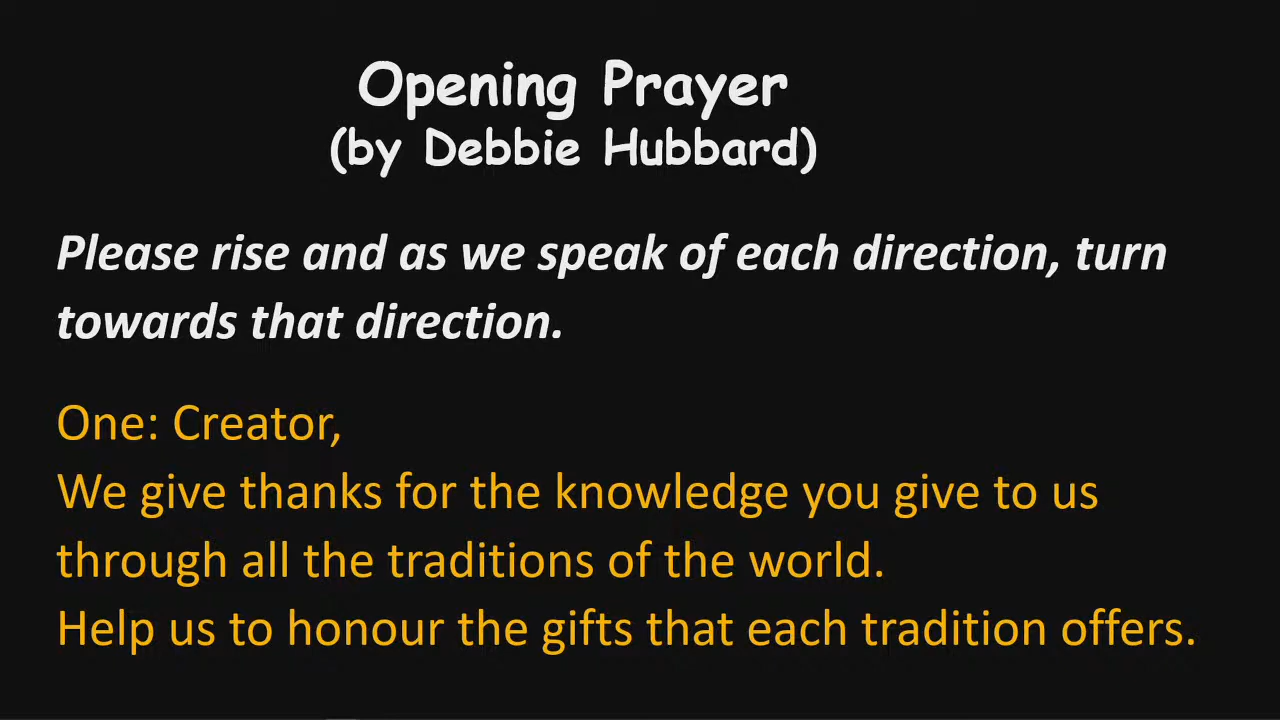 Opening Prayer
(by Debbie Hubbard)
Please rise and as we speak of each direction, turn
towards that direction.
One: Creator,
We give thanks for the knowledge you give to us
through all the traditions of the world.
Help us to honour the gifts that each tradition offers.